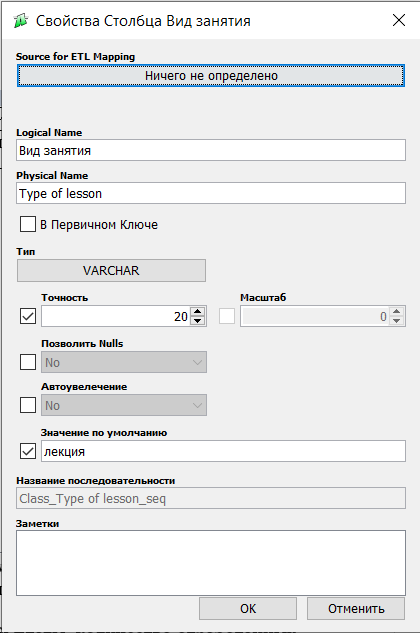 Свойства Столбца Вид занятия
Source for ETL Mapping
Ничего не определено
Logical Name
Вид занятия
Physical Name
Type of lesson
В Первичном Ключе
Тип
VARCHAR
Точность Масштаб
20 0
Позволить Nulls
No
Автоувелечение
No
Значение по умолчанию
лекция
Название последовательности
Class_Type of lesson_seq
Заметки
OK Отменить